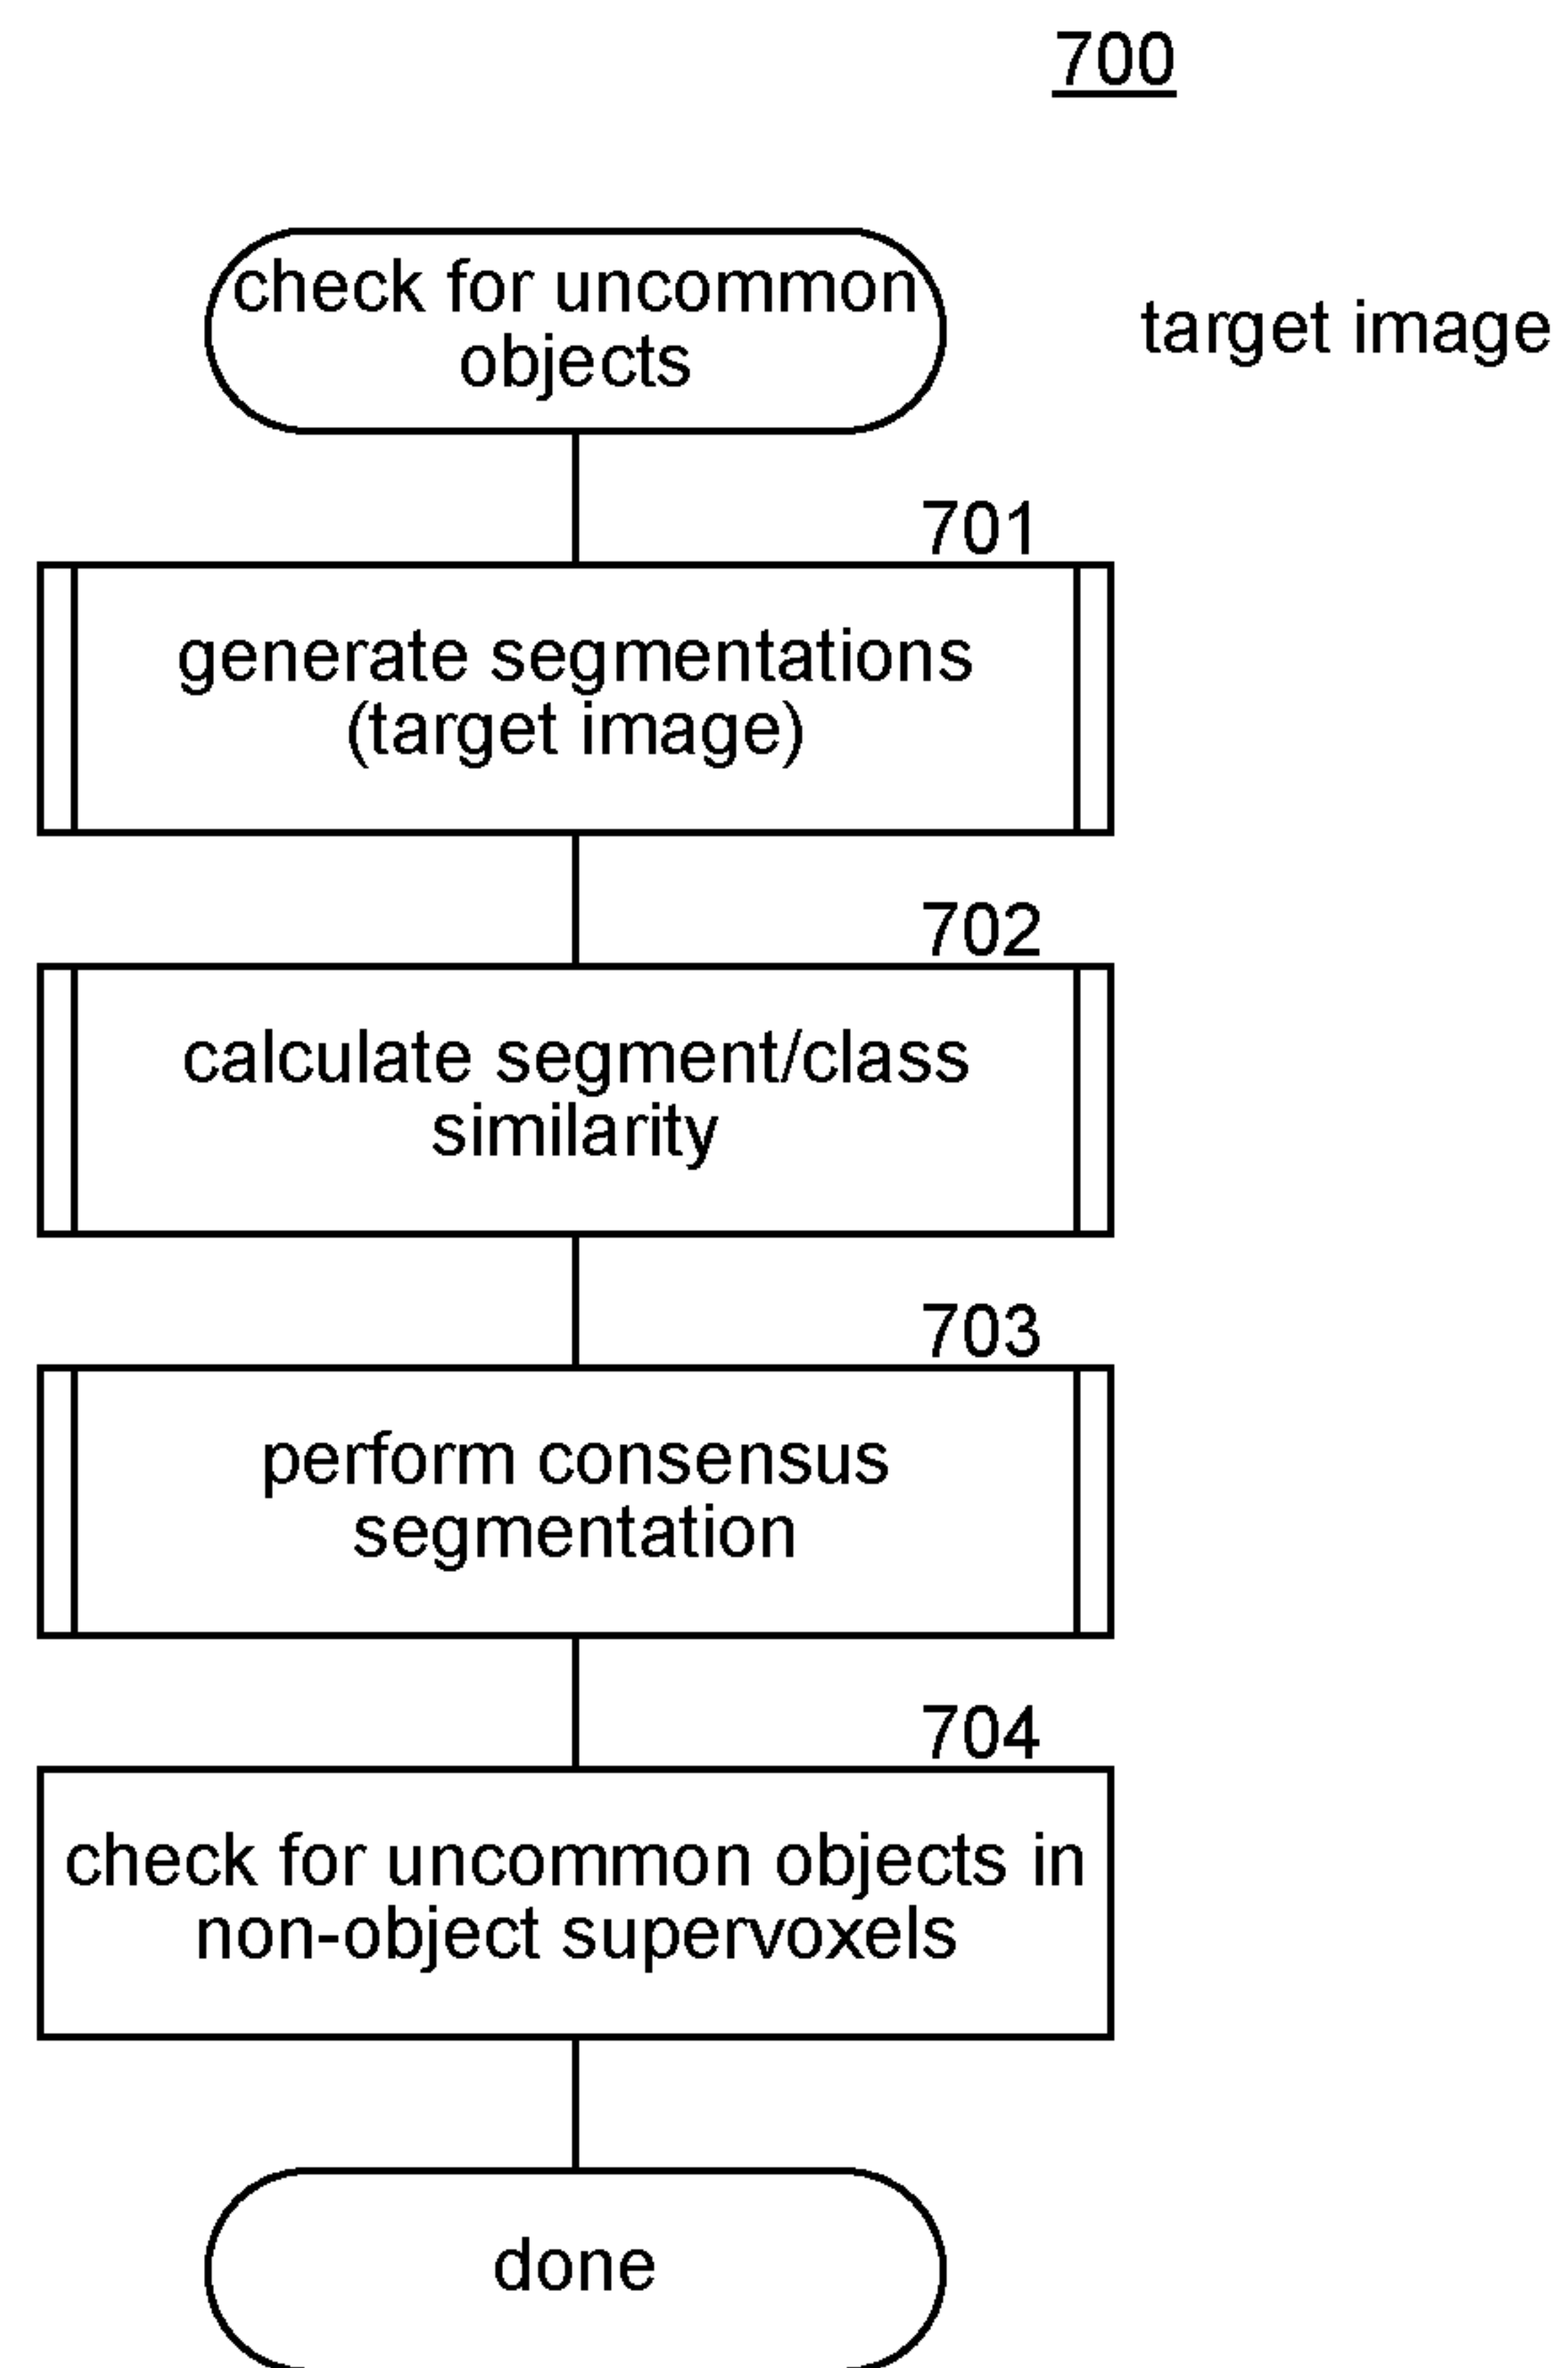 700
check for uncommon
objects
target image
701
generate segmentations
(target image)
702
calculate segment/class
similarity
703
perform consensus
segmentation
704
check for uncommon objects in
non-object supervoxels
done